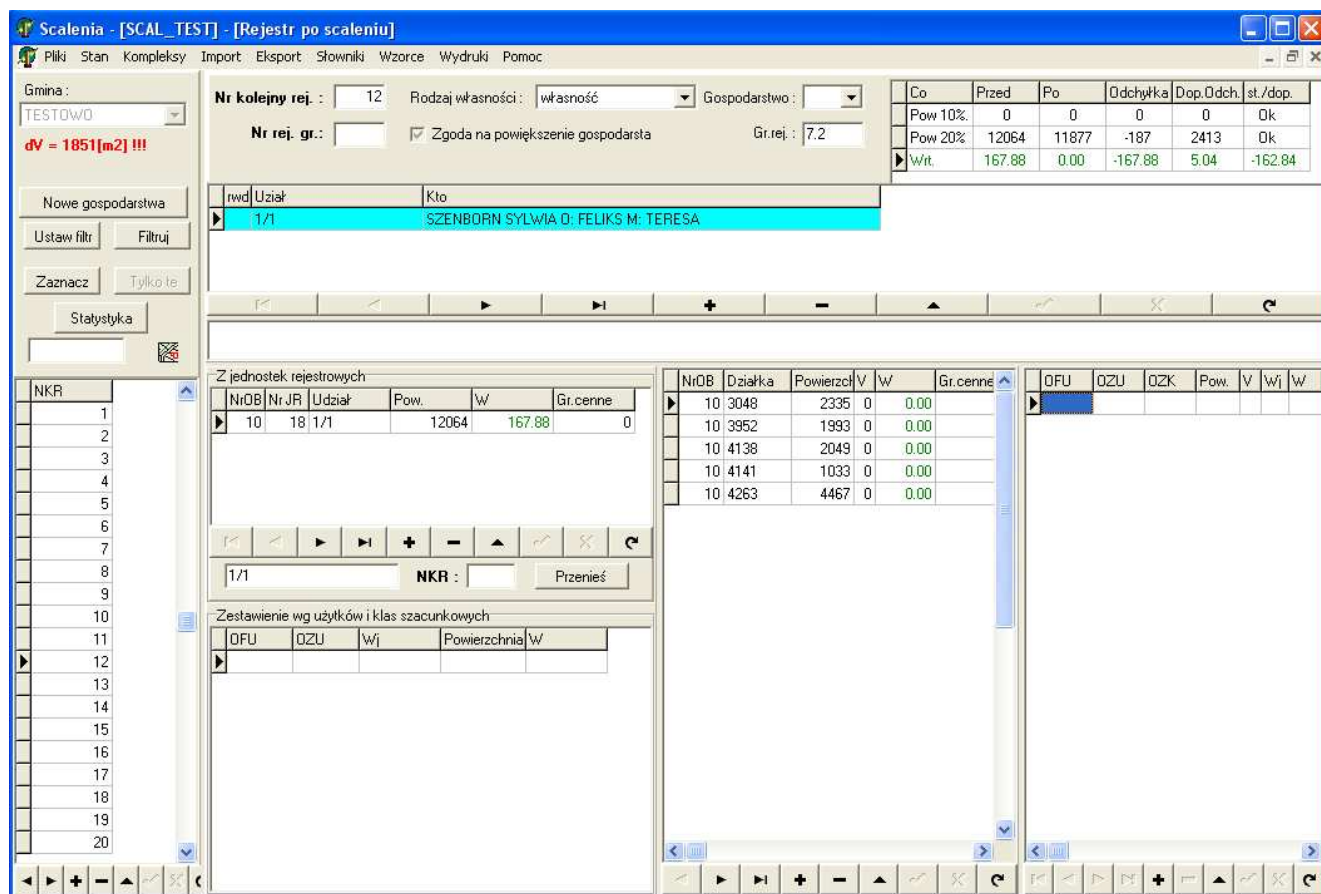 Scalenia - [SCAL_TEST] - [Rejestr po scaleniu]
Pliki Stan Kompleksy Import Eksport Słowniki Wzorce Wydruki Pomoc
Gmina :
TESTOWO
dV = 1851[m2] !!!
Nowe gospodarstwa
Ustaw filtr Filtruj
Zaznacz Tylko te
Statystyka
NKR
1
2
3
4
5
6
7
8
9
10
11
12
13
14
15
16
17
18
19
20
Nr kolejny rej. : 12 Rodzaj własności : własność Gospodarstwo :
Nr rej. gr.: Zgoda na powiększenie gospodarsta Gr.rej. : 7.2
Co Przed Po Odchyłka Dop.Odch. st./dop.
Pow 10%. 0 0 0 0 Ok
Pow 20% 12064 11877 -187 2413 Ok
Wrt. 167.88 0.00 -167.88 5.04 -162.84
rwd Uział Kto
1/1 SZENBORN SYLWIA O: FELIKS M: TERESA
Z jednostek rejestrowych
NrOB Nr JR Udział Pow. W Gr.cenne
10 18 1/1 12064 167.88 0
1/1 NKR : Przenieś
Zestawienie wg użytków i klas szacunkowych
OFU OZU Wj Powierzchnia W
NrOB Działka Powierzch V W Gr.cenne
10 3048 2335 0 0.00
10 3952 1993 0 0.00
10 4138 2049 0 0.00
10 4141 1033 0 0.00
10 4263 4467 0 0.00
OFU OZU OZK Pow. V Wj W